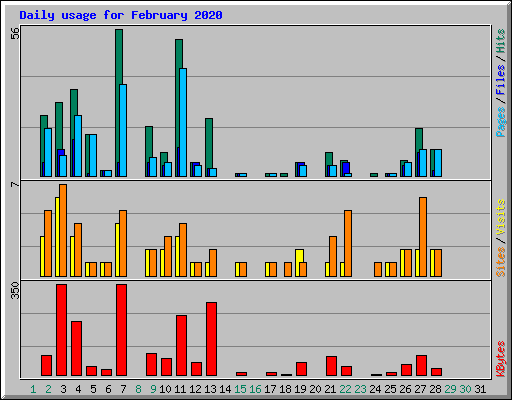 Daily usage for February 2020
56
Pages / Files / Hits
7
Sites / Visits
350
KBytes
1 2 3 4 5 6 7 8 9 10 11 12 13 14 15 16 17 18 19 20 21 22 23 24 25 26 27 28 29 30 31